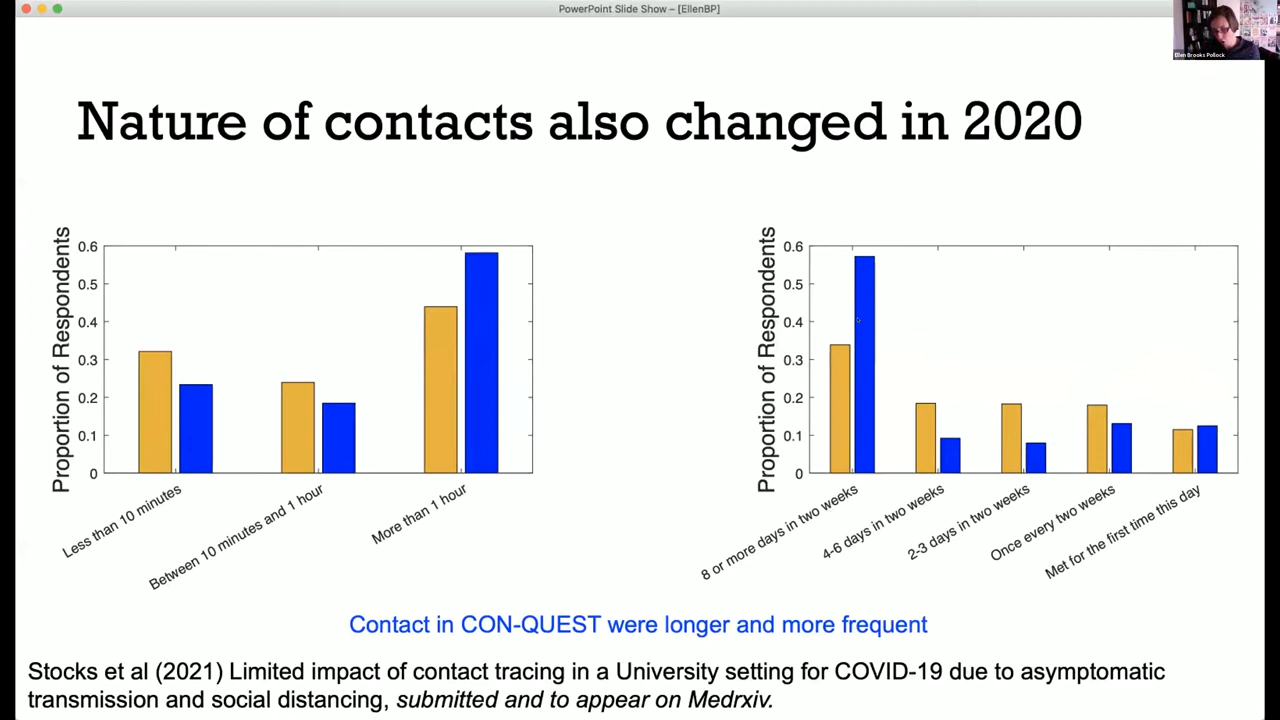 PowerPoint Slide Show – [EllenBP]
Ellen Brooks Pollock
Nature of contacts also changed in 2020
Proportion of Respondents
0.6
0.5
0.4
0.3
0.2
0.1
0
Less than 10 minutes
Between 10 minutes and 1 hour
More than 1 hour
Proportion of Respondents
0.6
0.5
0.4
0.3
0.2
0.1
0
8 or more days in two weeks
4-6 days in two weeks
2-3 days in two weeks
Once every two weeks
Met for the first time this day
Contact in CON-QUEST were longer and more frequent
Stocks et al (2021) Limited impact of contact tracing in a University setting for COVID-19 due to asymptomatic
transmission and social distancing, submitted and to appear on Medrxiv.